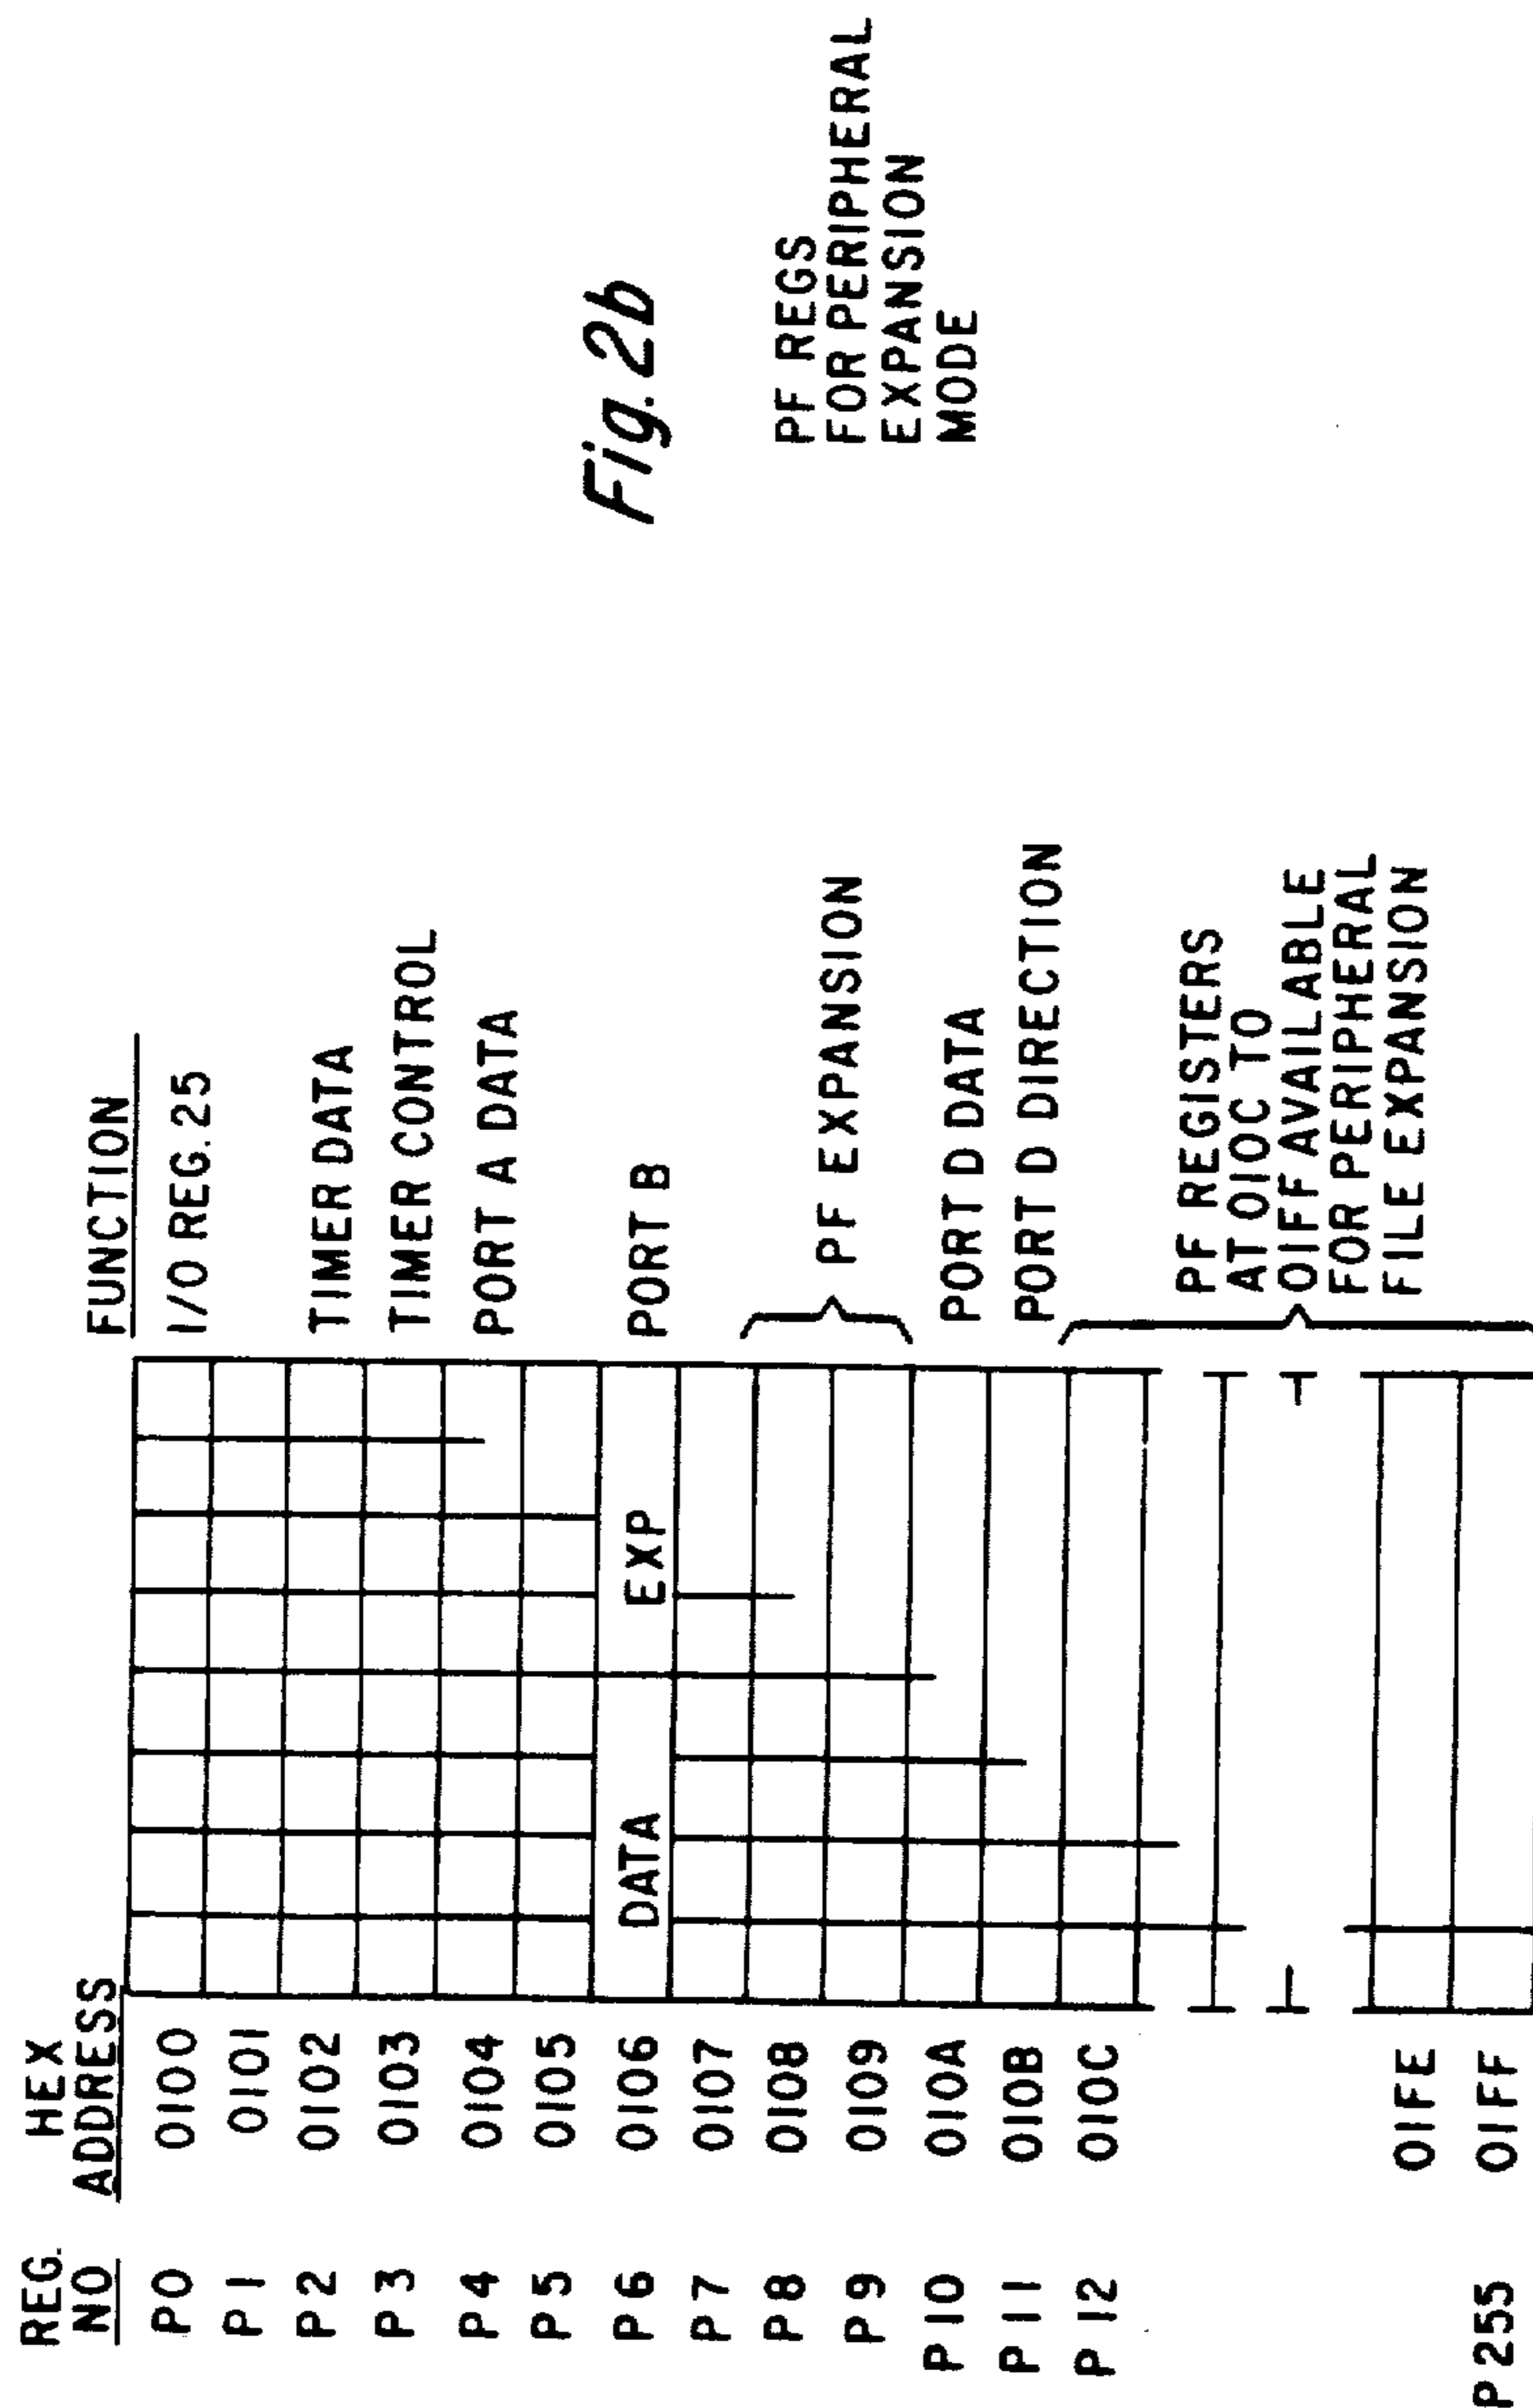 REG.
NO
HEX
ADDRESS
FUNCTION
P0 0100 I/O REG.25
P1 0101
P2 0102 TIMER DATA
P3 0103 TIMER CONTROL
P4 0104 PORT A DATA
P5 0105
P6 0106 DATA EXP PORT B
P7 0107
P8 0108
P9 0109
PF EXPANSION
P10 010A PORT D DATA
P11 010B PORT D DIRECTION
P12 010C
PF REGISTERS
AT 010C TO
01FF AVAILABLE
FOR PERIPHERAL
FILE EXPANSION
01FE
P255 01FF
Fig. 2b
PF REGS
FOR PERIPHERAL
EXPANSION
MODE